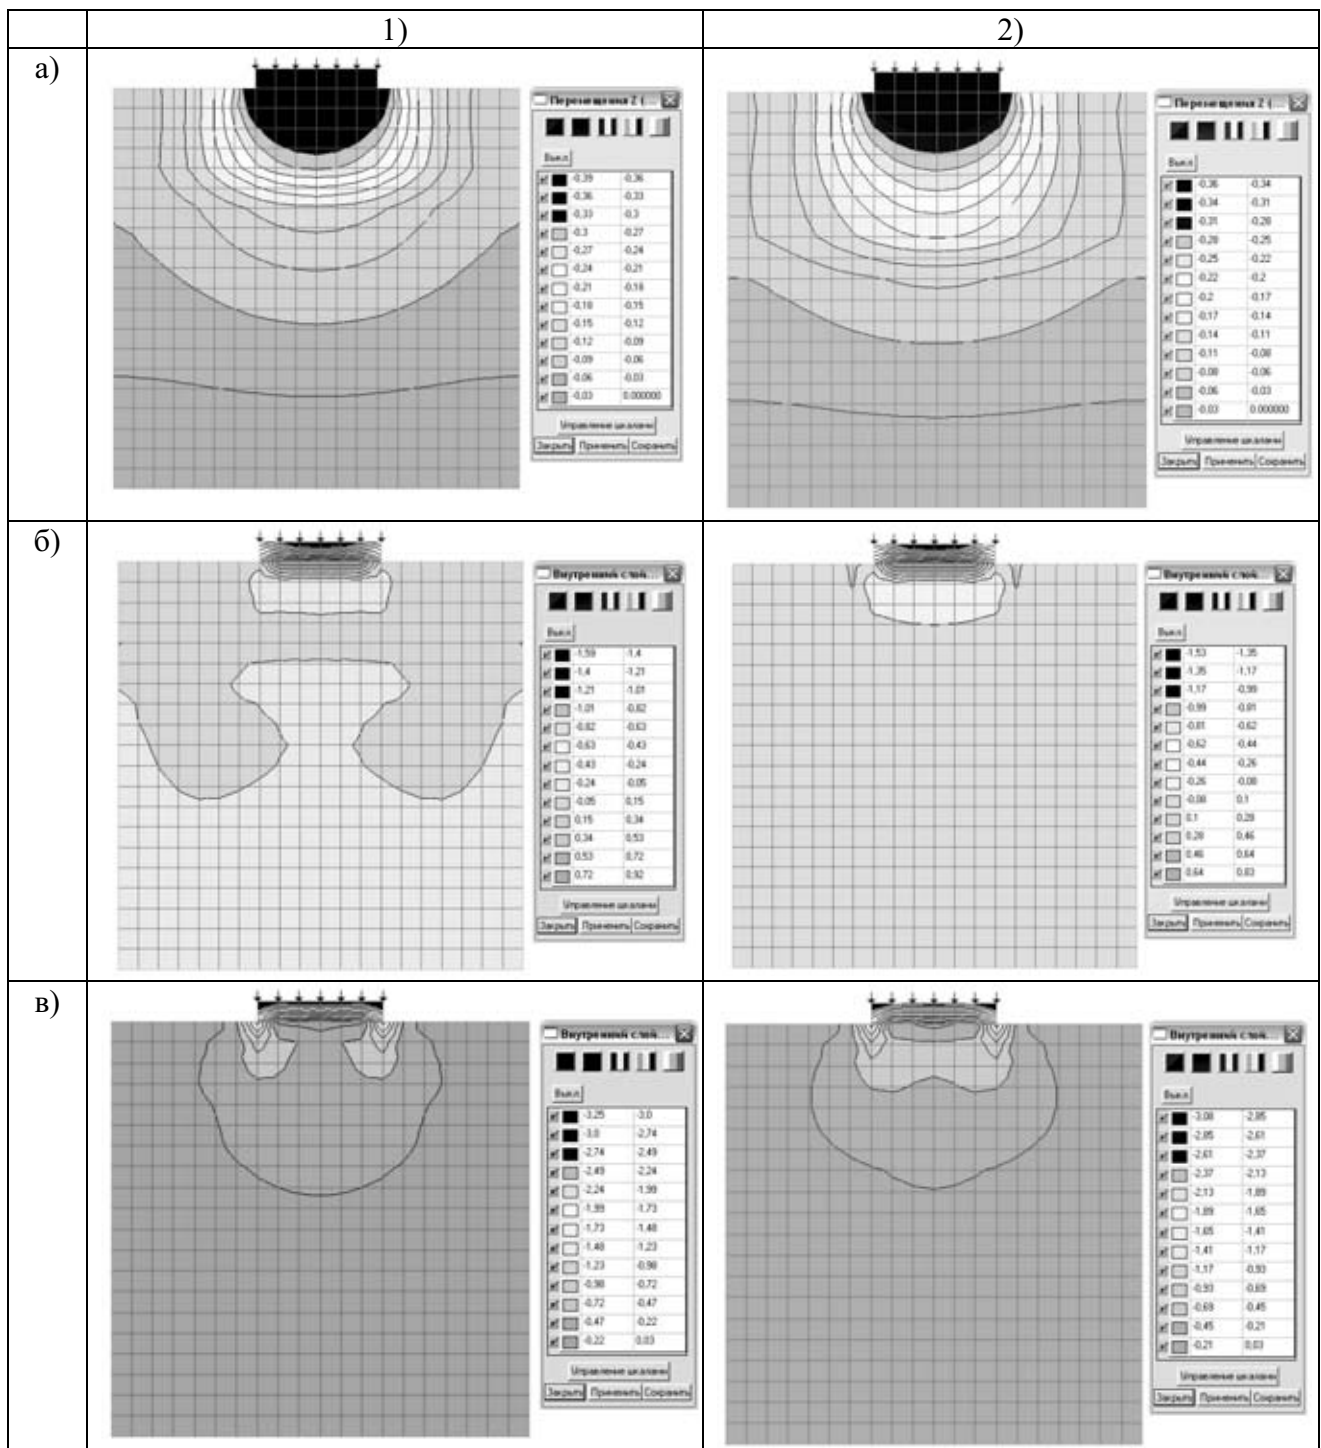 1)
2)
а)
Перемещения Z (...
Выкл
-0,39 -0,36
-0,36 -0,33
-0,33 -0,3
-0,3 -0,27
-0,27 -0,24
-0,24 -0,21
-0,21 -0,18
-0,18 -0,15
-0,15 -0,12
-0,12 -0,09
-0,09 -0,06
-0,06 -0,03
-0,03 0.000000
Управление шкалами
Закрыть Применить Сохранить
Перемещения Z (...
Выкл
-0,36 -0,34
-0,34 -0,31
-0,31 -0,28
-0,28 -0,25
-0,25 -0,22
-0,22 -0,2
-0,2 -0,17
-0,17 -0,14
-0,14 -0,11
-0,11 -0,08
-0,08 -0,06
-0,06 -0,03
-0,03 0.000000
Управление шкалами
Закрыть Применить Сохранить
б)
Внутренний слой...
Выкл
-1,59 -1,4
-1,4 -1,21
-1,21 -1,01
-1,01 -0,82
-0,82 -0,63
-0,63 -0,43
-0,43 -0,24
-0,24 -0,05
-0,05 0,15
0,15 0,34
0,34 0,53
0,53 0,72
0,72 0,92
Управление шкалами
Закрыть Применить Сохранить
Внутренний слой...
Выкл
-1,53 -1,35
-1,35 -1,17
-1,17 -0,99
-0,99 -0,81
-0,81 -0,62
-0,62 -0,44
-0,44 -0,26
-0,26 -0,08
-0,08 0,1
0,1 0,28
0,28 0,46
0,46 0,64
0,64 0,83
Управление шкалами
Закрыть Применить Сохранить
в)
Внутренний слой...
Выкл
-3,25 -3,0
-3,0 -2,74
-2,74 -2,49
-2,49 -2,24
-2,24 -1,99
-1,99 -1,73
-1,73 -1,48
-1,48 -1,23
-1,23 -0,98
-0,98 -0,72
-0,72 -0,47
-0,47 -0,22
-0,22 0,03
Управление шкалами
Закрыть Применить Сохранить
Внутренний слой...
Выкл
-3,08 -2,85
-2,85 -2,61
-2,61 -2,37
-2,37 -2,13
-2,13 -1,89
-1,89 -1,65
-1,65 -1,41
-1,41 -1,17
-1,17 -0,93
-0,93 -0,69
-0,69 -0,45
-0,45 -0,21
-0,21 0,03
Управление шкалами
Закрыть Применить Сохранить